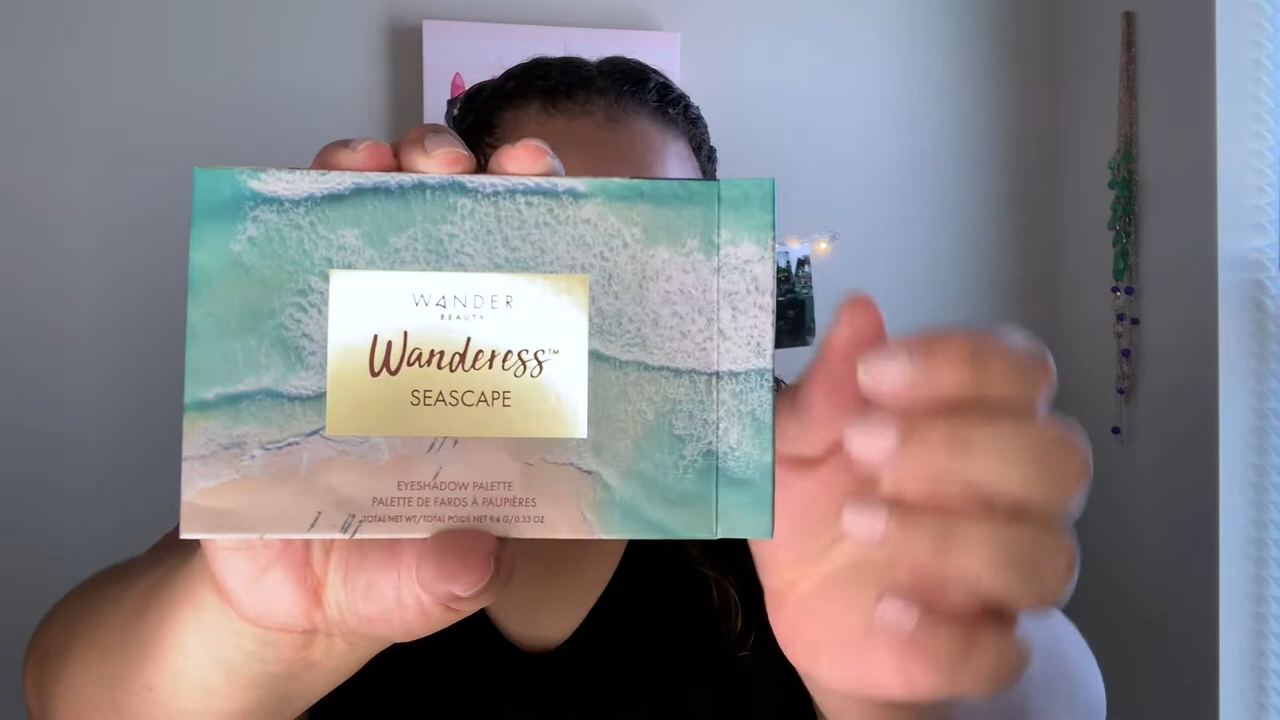 WANDER
BEAUTY
Wanderess™
SEASCAPE
EYESHADOW PALETTE
PALETTE DE FARDS À PAUPIÈRES
TOTAL NET WT/TOTAL POIDS NET 9.4 G/0.33 OZ